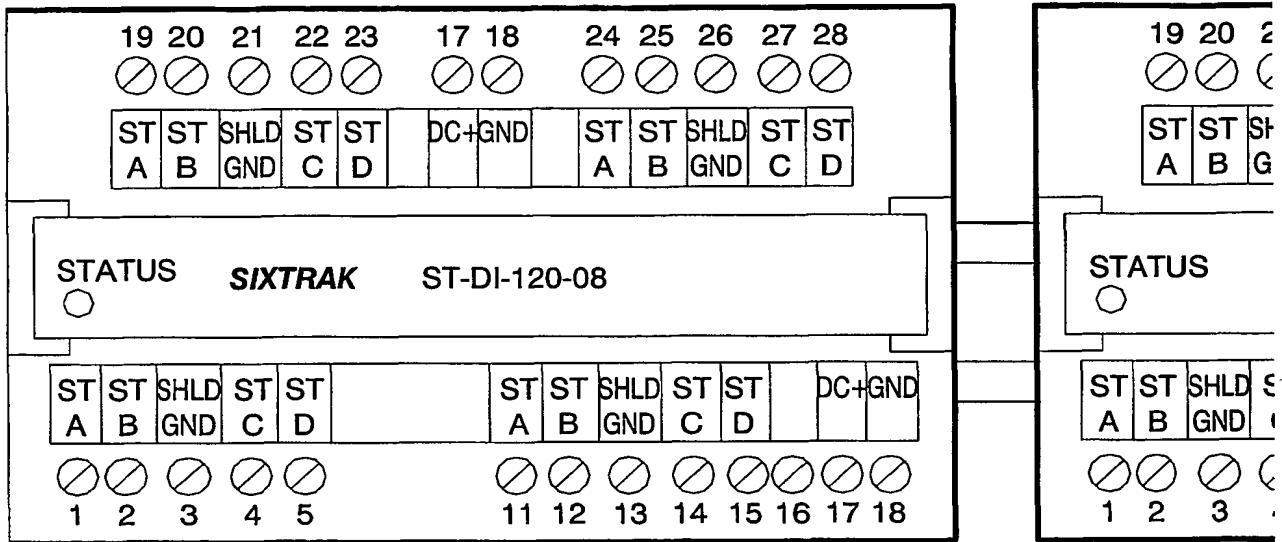 19 20 21 22 23 17 18 24 25 26 27 28
ST ST SHLD ST ST DC+ GND ST ST SHLD ST ST
A B GND C D A B GND C D
STATUS SIXTRAK ST-DI-120-08
ST ST SHLD ST ST ST ST SHLD ST ST DC+ GND
A B GND C D A B GND C D
1 2 3 4 5 11 12 13 14 15 16 17 18
19 20
ST ST
A B
STATUS
ST ST SHLD
A B GND
1 2 3